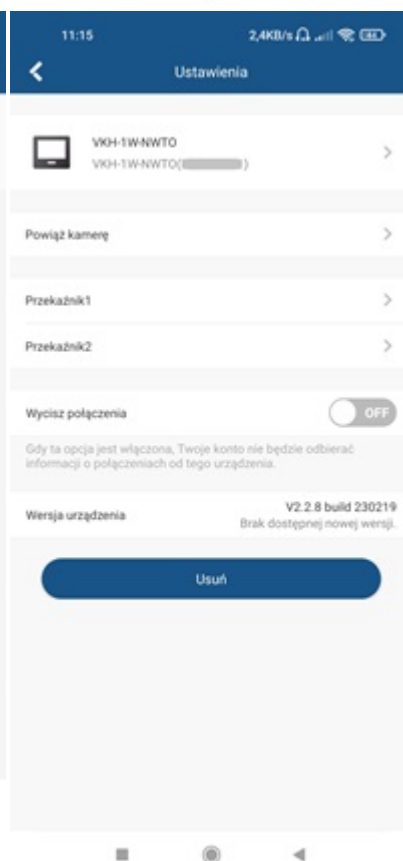 11:15 2,4KB/s
Ustawienia
VKH-1W-NWTO
VKH-1W-NWTO( )
Powiąż kamerę
Przekaźnik1
Przekaźnik2
Wycisz połączenia OFF
Gdy ta opcja jest włączona, Twoje konto nie będzie odbierać
informacji o połączeniach od tego urządzenia.
Wersja urządzenia V2.2.8 build 230219
Brak dostępnej nowej wersji.
Usuń